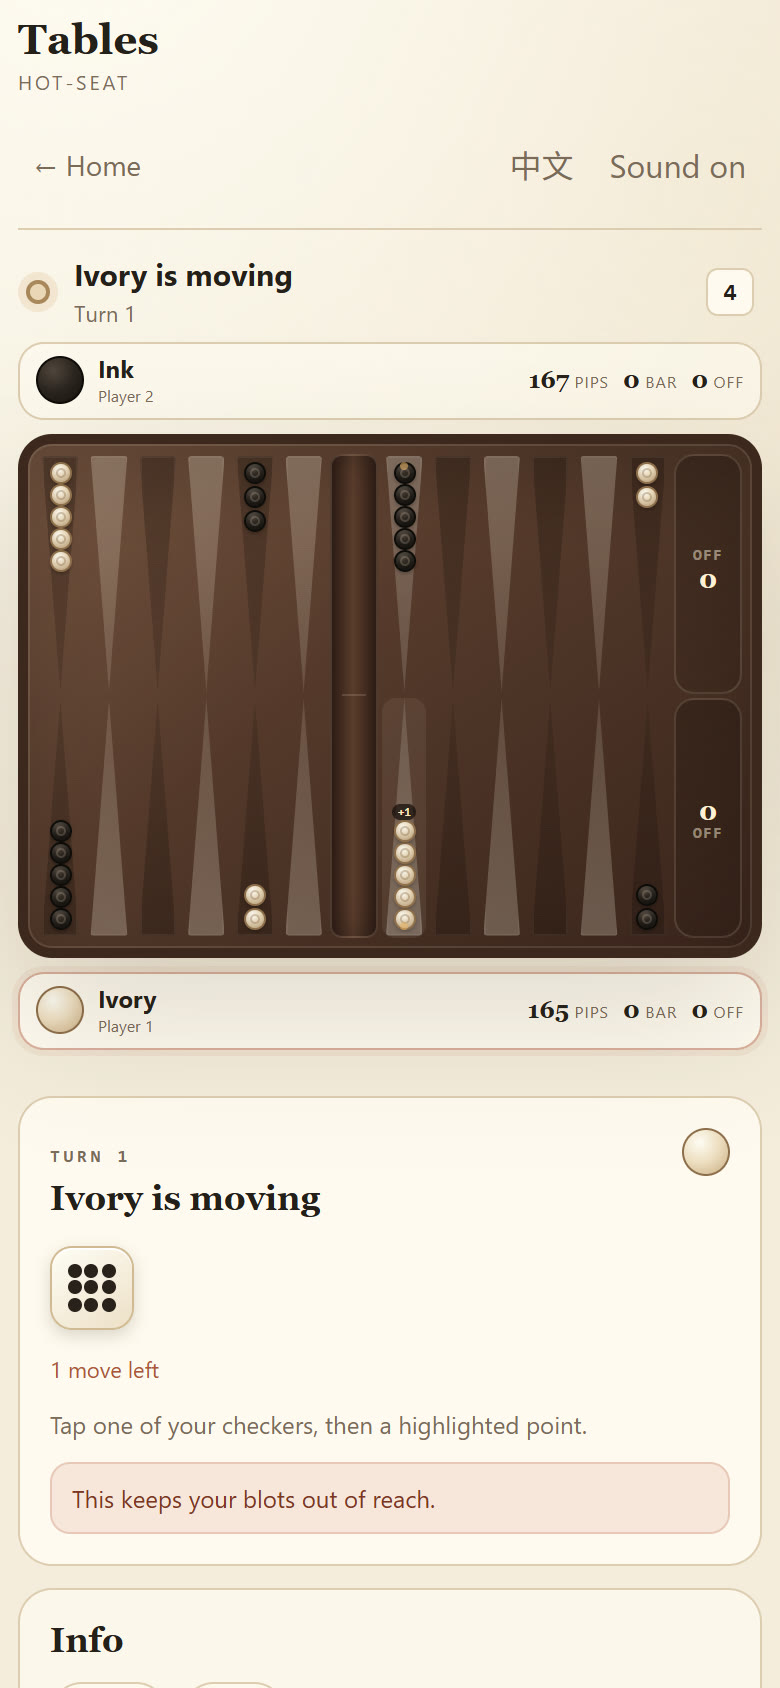 Tables
HOT-SEAT
← Home 中文 Sound on
Ivory is moving
Turn 1
4
Ink
Player 2
167 PIPS 0 BAR 0 OFF
OFF
0
+1
0
OFF
Ivory
Player 1
165 PIPS 0 BAR 0 OFF
TURN 1
Ivory is moving
1 move left
Tap one of your checkers, then a highlighted point.
This keeps your blots out of reach.
Info